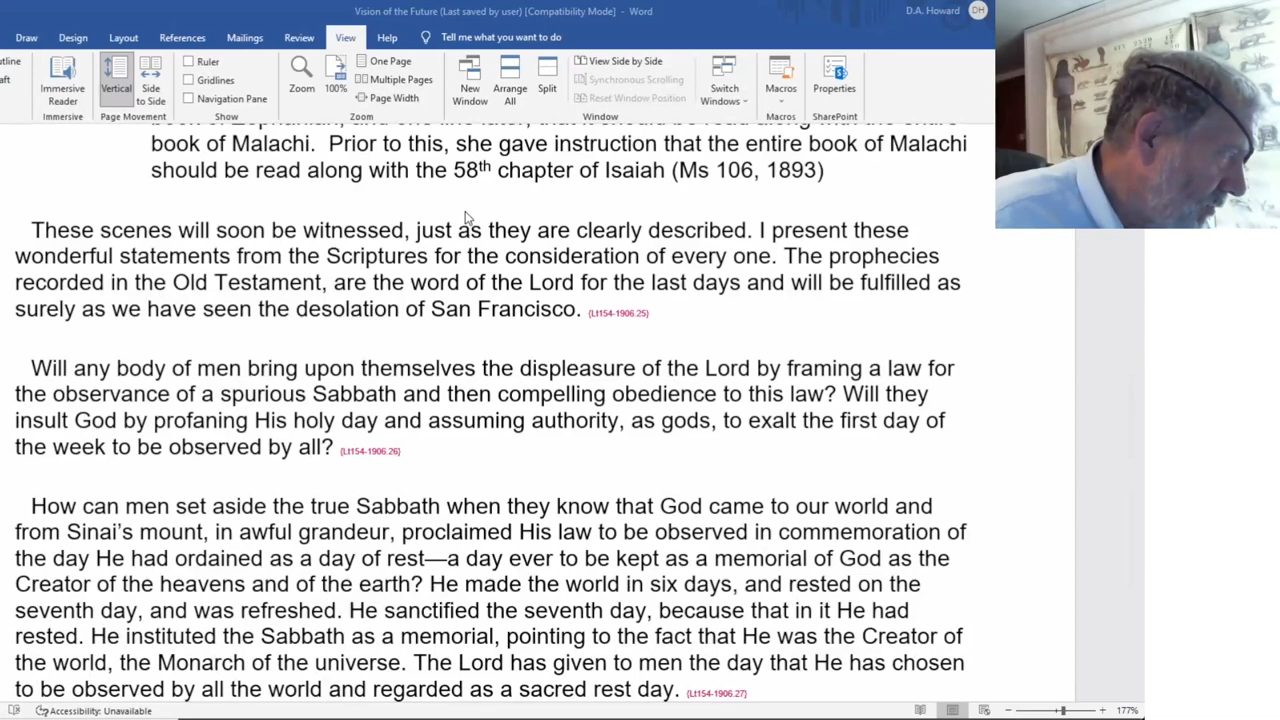 Vision of the Future (Last saved by user) [Compatibility Mode] - Word
D.A. Howard
DH
Draw Design Layout References Mailings Review View Help Tell me what you want to do
Immersive Reader
Immersive
Vertical
Side to Side
Page Movement
Ruler
Gridlines
Navigation Pane
Show
Zoom
100%
One Page
Multiple Pages
Page Width
Zoom
New Window
Arrange All
Split
View Side by Side
Synchronous Scrolling
Reset Window Position
Window
Switch Windows
Macros
Macros
Properties
SharePoint
book of Malachi. Prior to this, she gave instruction that the entire book of Malachi
should be read along with the 58th chapter of Isaiah (Ms 106, 1893)
These scenes will soon be witnessed, just as they are clearly described. I present these
wonderful statements from the Scriptures for the consideration of every one. The prophecies
recorded in the Old Testament, are the word of the Lord for the last days and will be fulfilled as
surely as we have seen the desolation of San Francisco. {Lt154-1906.25}
Will any body of men bring upon themselves the displeasure of the Lord by framing a law for
the observance of a spurious Sabbath and then compelling obedience to this law? Will they
insult God by profaning His holy day and assuming authority, as gods, to exalt the first day of
the week to be observed by all? {Lt154-1906.26}
How can men set aside the true Sabbath when they know that God came to our world and
from Sinai's mount, in awful grandeur, proclaimed His law to be observed in commemoration of
the day He had ordained as a day of rest—a day ever to be kept as a memorial of God as the
Creator of the heavens and of the earth? He made the world in six days, and rested on the
seventh day, and was refreshed. He sanctified the seventh day, because that in it He had
rested. He instituted the Sabbath as a memorial, pointing to the fact that He was the Creator of
the world, the Monarch of the universe. The Lord has given to men the day that He has chosen
to be observed by all the world and regarded as a sacred rest day. {Lt154-1906.27}
Accessibility: Unavailable
177%